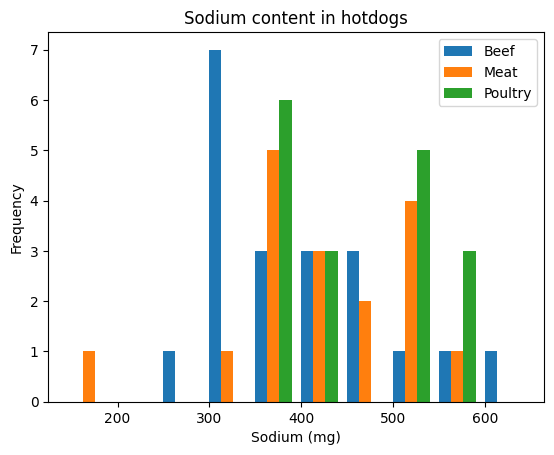 Sodium content in hotdogs
Beef
Meat
Poultry
Frequency
7
6
5
4
3
2
1
0
200 300 400 500 600
Sodium (mg)